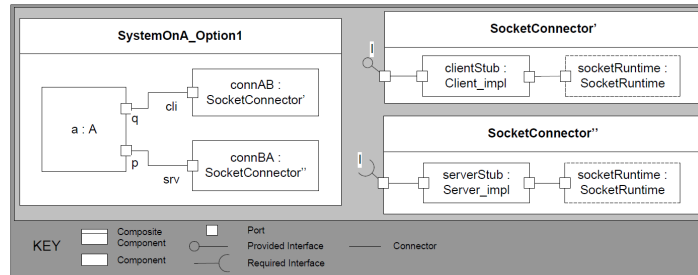 SystemOnA_Option1
a : A
q
p
cli
srv
connAB :
SocketConnector'
connBA :
SocketConnector''
SocketConnector'
I
clientStub :
Client_impl
socketRuntime :
SocketRuntime
SocketConnector''
I
serverStub :
Server_impl
socketRuntime :
SocketRuntime
KEY
Composite
Component
Component
Port
Provided Interface
Required Interface
Connector